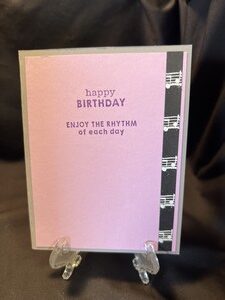 happy
BIRTHDAY
ENJOY THE RHYTHM
of each day